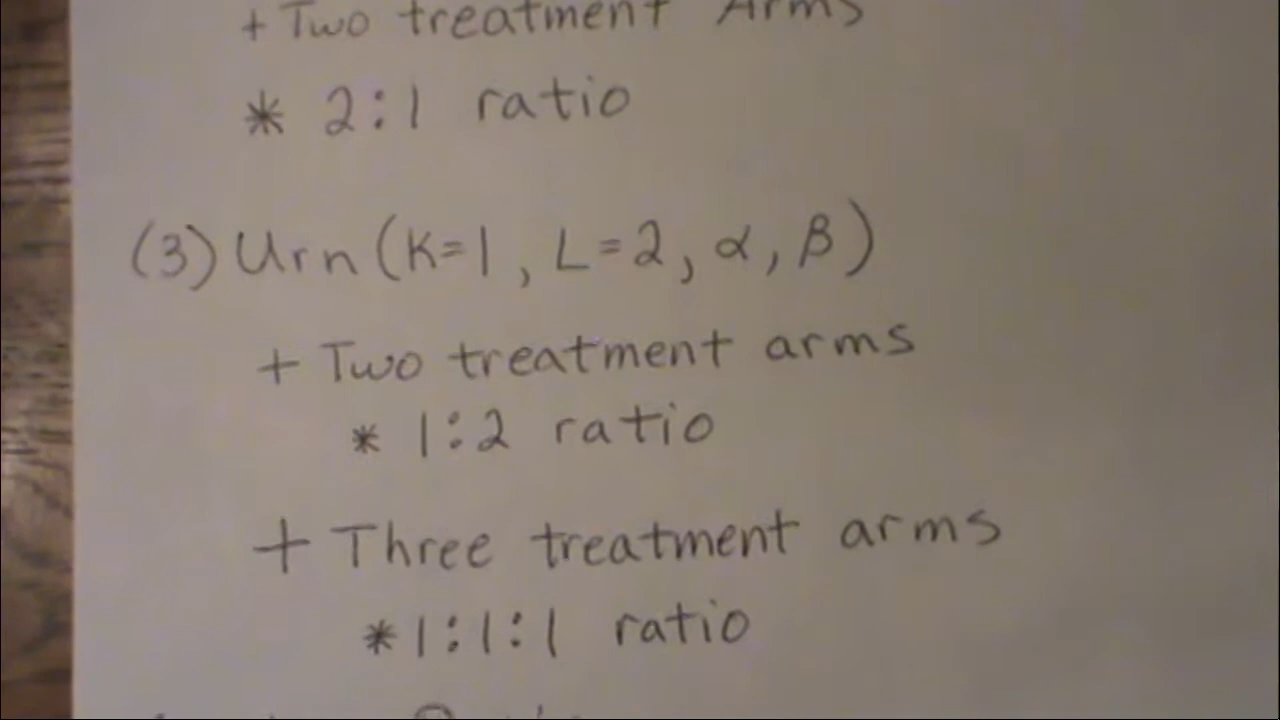 + Two treatment Arms
* 2:1 ratio
(3) Urn (K=1, L=2, α, β)
+ Two treatment arms
* 1:2 ratio
+ Three treatment arms
* 1:1:1 ratio